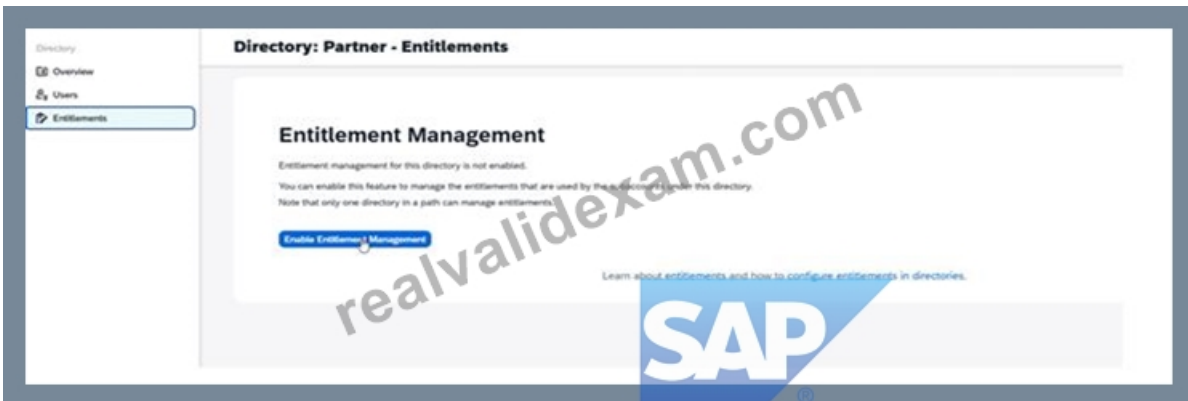 Directory
Directory: Partner - Entitlements
Overview
Users
Entitlements
Entitlement Management
Entitlement management for this directory is not enabled.
You can enable this feature to manage the entitlements that are used by the subaccounts under this directory.
Note that only one directory in a path can manage entitlements.
Enable Entitlement Management
Learn about entitlements and how to configure entitlements in directories.
realvalidexam.com
SAP
®